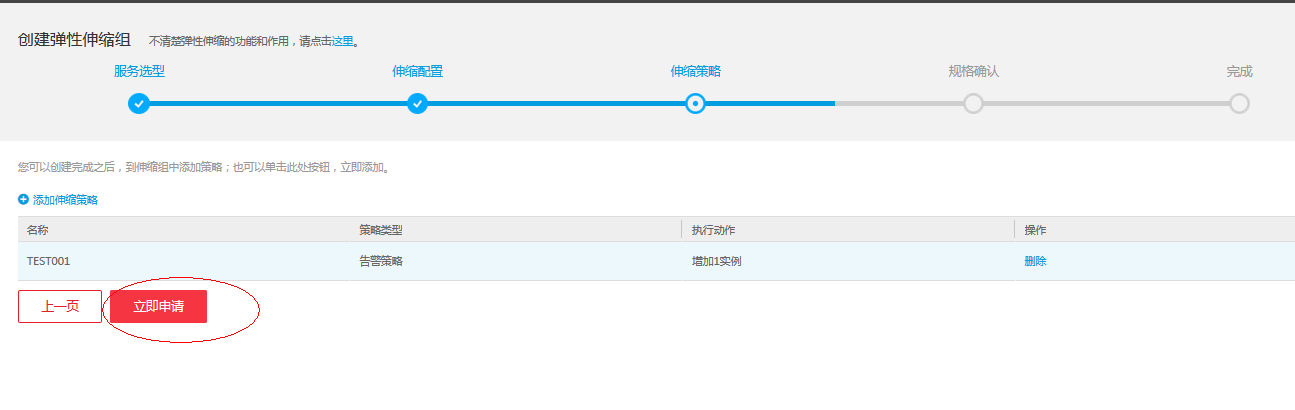 创建弹性伸缩组 不清楚弹性伸缩的功能和作用，请点击这里。
服务选型 伸缩配置 伸缩策略 规格确认 完成
您可以创建完成之后，到伸缩组中添加策略；也可以单击此处按钮，立即添加。
添加伸缩策略
名称 策略类型 执行动作 操作
TEST001 告警策略 增加1实例 删除
上一页 立即申请